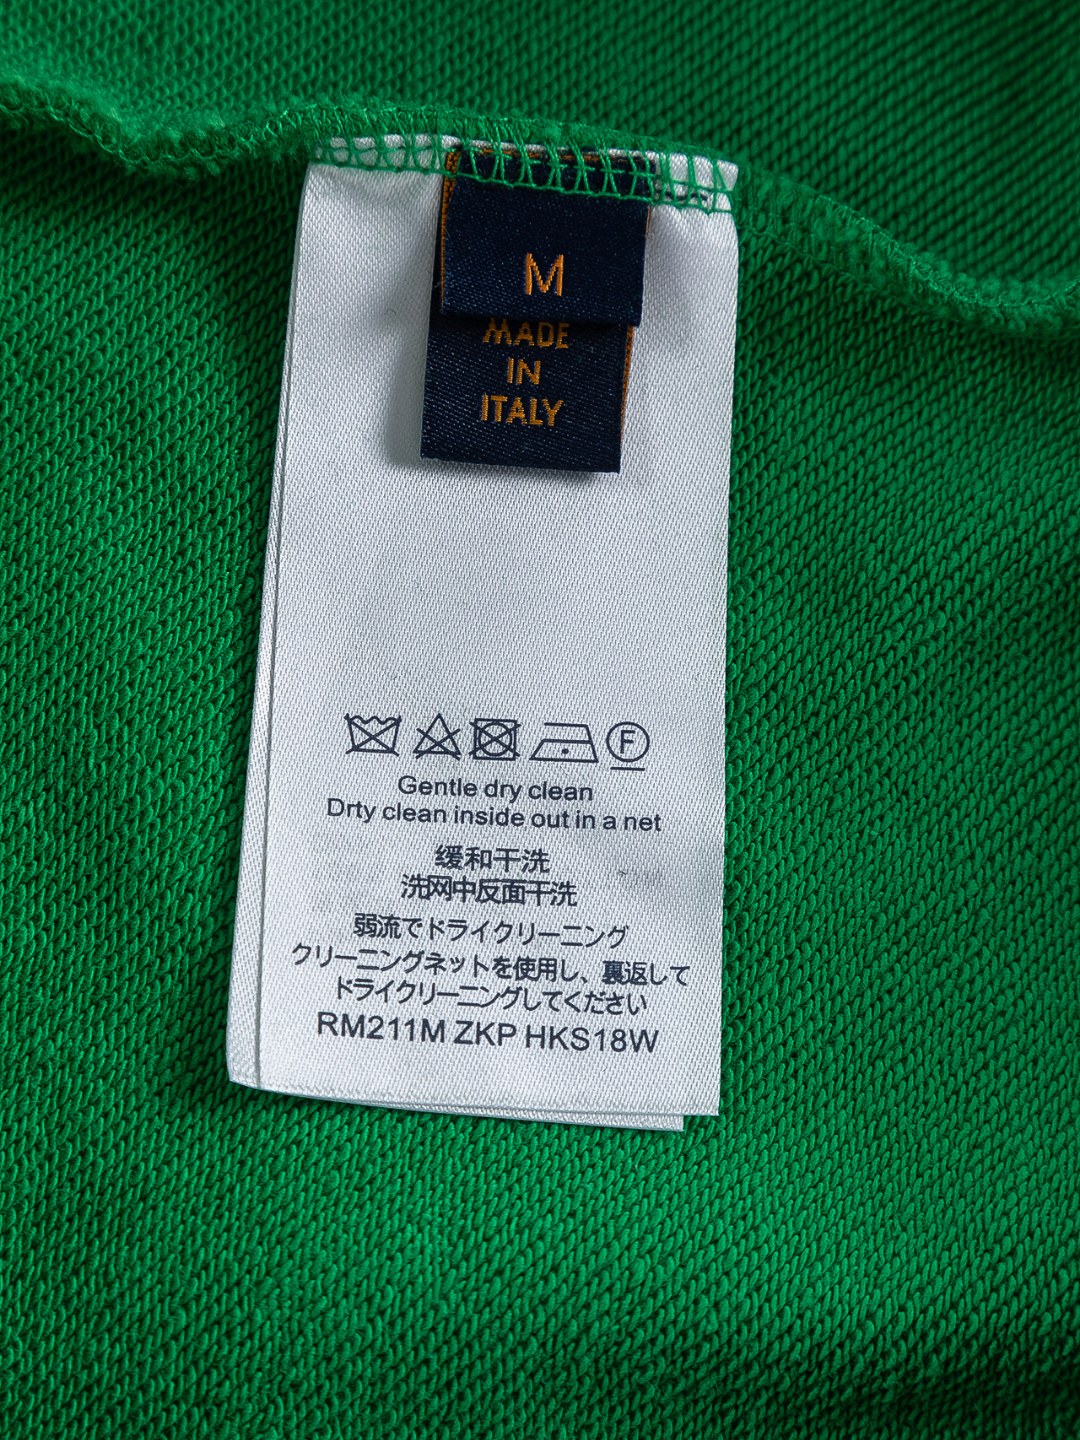 M
MADE
IN
ITALY
F
Gentle dry clean
Drty clean inside out in a net
缓和干洗
洗网中反面干洗
弱流でドライクリーニング
クリーニングネットを使用し、裏返して
ドライクリーニングしてください
RM211M ZKP HKS18W